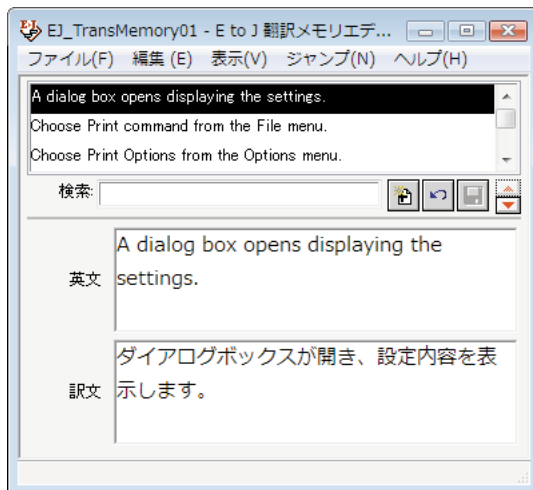 EJ_TransMemory01 - E to J 翻訳メモリエデ...
ファイル(F) 編集(E) 表示(V) ジャンプ(N) ヘルプ(H)
A dialog box opens displaying the settings.
Choose Print command from the File menu.
Choose Print Options from the Options menu.
検索:
A dialog box opens displaying the
英文 settings.
ダイアログボックスが開き、設定内容を表
訳文 示します。